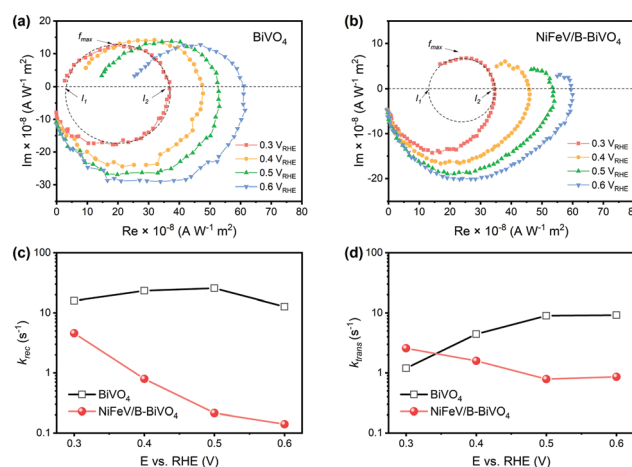 (a)
f_max
BiVO4
I1
I2
0.3 V_RHE
0.4 V_RHE
0.5 V_RHE
0.6 V_RHE
Im × 10^-8 (A W^-1 m^2)
20
10
0
-10
-20
-30
0 10 20 30 40 50 60 70 80
Re × 10^-8 (A W^-1 m^2)
(b)
f_max
NiFeV/B-BiVO4
I1
I2
0.3 V_RHE
0.4 V_RHE
0.5 V_RHE
0.6 V_RHE
Im × 10^-8 (A W^-1 m^2)
10
0
-10
-20
0 10 20 30 40 50 60 70 80
Re × 10^-8 (A W^-1 m^2)
(c)
k_rec (s^-1)
100
10
1
0.1
BiVO4
NiFeV/B-BiVO4
0.3 0.4 0.5 0.6
E vs. RHE (V)
(d)
k_trans (s^-1)
100
10
1
0.1
BiVO4
NiFeV/B-BiVO4
0.3 0.4 0.5 0.6
E vs. RHE (V)